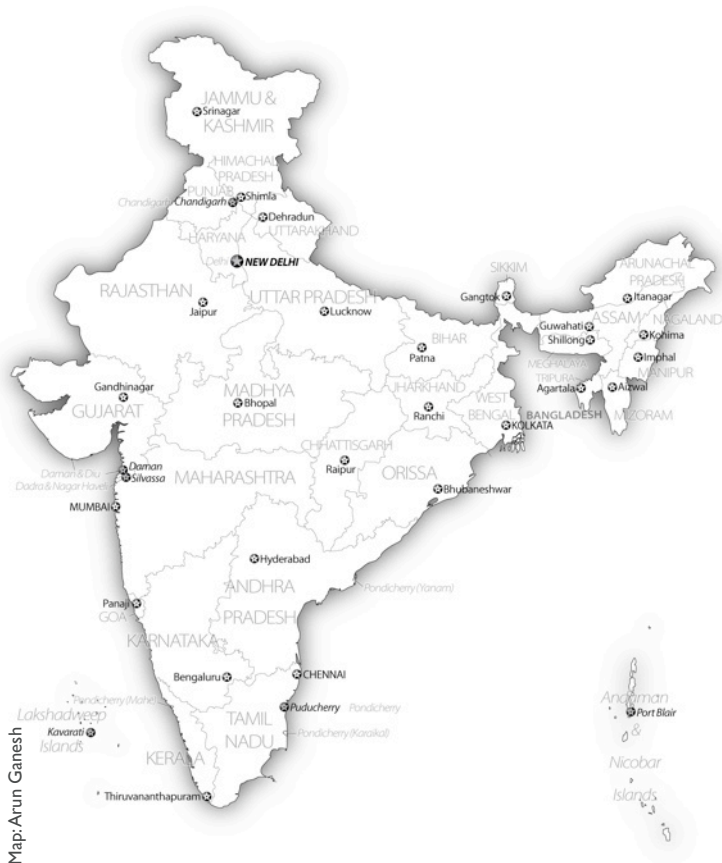 JAMMU &
KASHMIR
Srinagar
HIMACHAL
PRADESH
PUNJAB
Shimla
Chandigarh
Chandigarh
Dehradun
UTTARAKHAND
HARYANA
Delhi
NEW DELHI
RAJASTHAN
Jaipur
UTTAR PRADESH
Lucknow
SIKKIM
Gangtok
ARUNACHAL
PRADESH
Itanagar
ASSAM
NAGALAND
Guwahati
Shillong
Kohima
Imphal
MEGHALAYA
MANIPUR
TRIPURA
Agartala
Aizwal
MIZORAM
BANGLADESH
BIHAR
Patna
JHARKHAND
Ranchi
WEST
BENGAL
KOLKATA
Gandhinagar
GUJARAT
MADHYA
PRADESH
Bhopal
CHHATTISGARH
Raipur
ORISSA
Bhubaneshwar
Daman & Diu
Daman
Dadra & Nagar Haveli
Silvassa
MAHARASHTRA
MUMBAI
Hyderabad
ANDHRA
PRADESH
Pondicherry (Yanam)
Panaji
GOA
KARNATAKA
Bengaluru
CHENNAI
Pondicherry (Mahe)
Puducherry
Pondicherry
Lakshadweep
Islands
Kavarati
TAMIL
NADU
Pondicherry (Karaikal)
KERALA
Thiruvananthapuram
Andaman
&
Nicobar
Islands
Port Blair
Map: Arun Ganesh